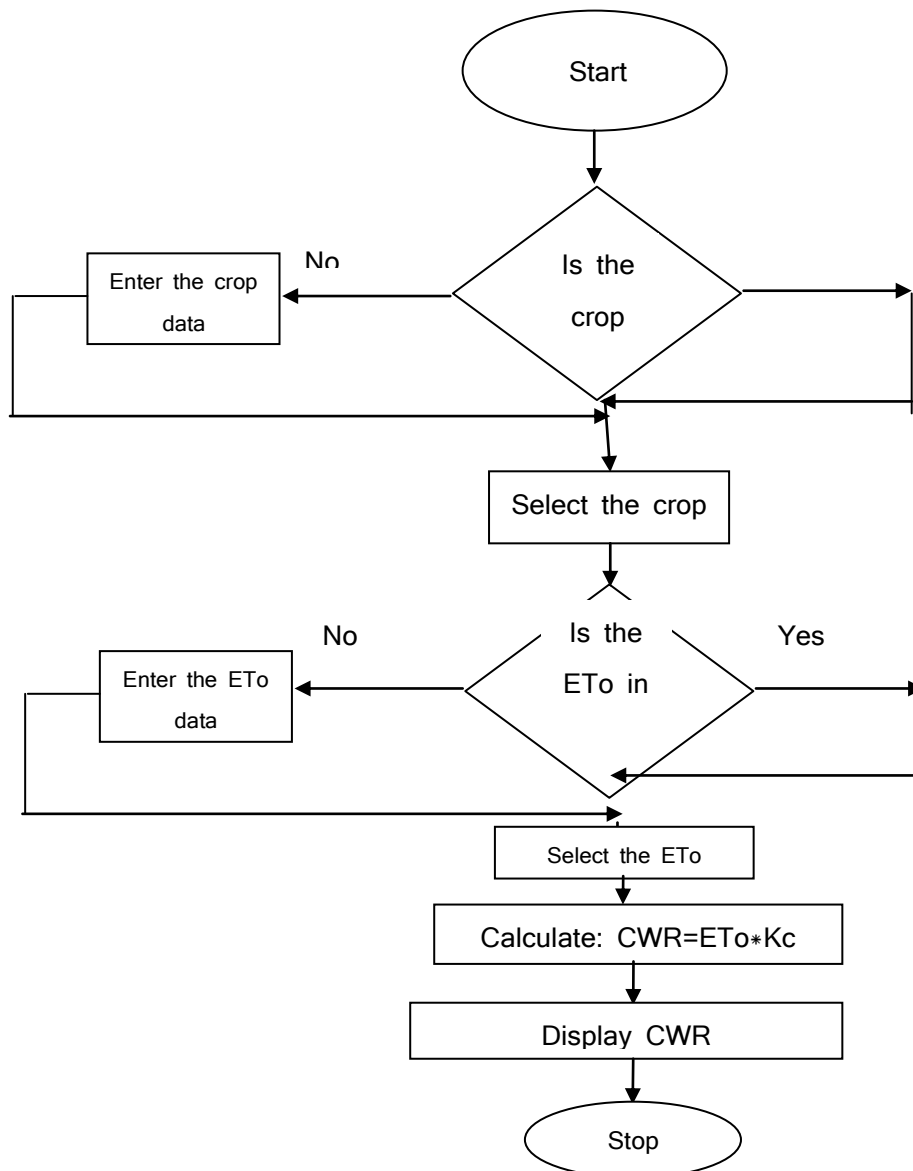 Start
No
Is the
crop
Enter the crop
data
Select the crop
No
Is the
ETo in
Yes
Enter the ETo
data
Select the ETo
Calculate: CWR=ETo*Kc
Display CWR
Stop